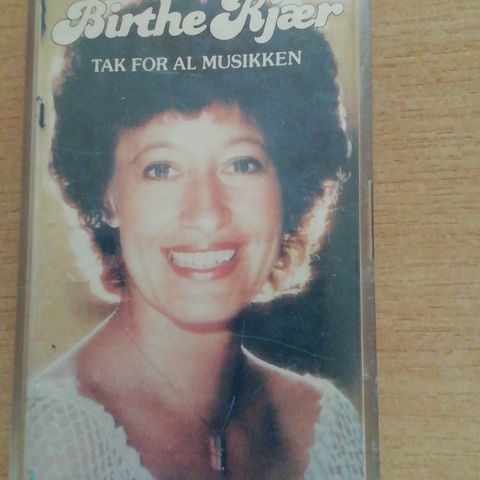 Birthe Kjær
TAK FOR AL MUSIKKEN